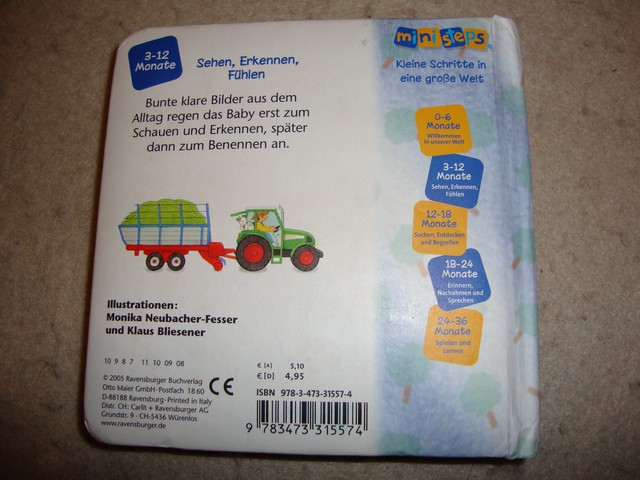 3-12
Monate
Sehen, Erkennen,
Fühlen
Bunte klare Bilder aus dem
Alltag regen das Baby erst zum
Schauen und Erkennen, später
dann zum Benennen an.
Illustrationen:
Monika Neubacher-Fesser
und Klaus Bliesener
10 9 8 7 11 10 09 08
© 2005 Ravensburger Buchverlag
Otto Maier GmbH·Postfach 18 60
D-88188 Ravensburg·Printed in Italy
Distr. CH: Carlit + Ravensburger AG
Grundstr. 9 · CH-5436 Würenlos
www.ravensburger.de
CE
€ (A) 5,10
€ (D) 4,95
ISBN 978-3-473-31557-4
9 783473 315574
ministeps
Kleine Schritte in
eine große Welt
0-6
Monate
Willkommen
in unserer Welt
3-12
Monate
Sehen, Erkennen,
Fühlen
12-18
Monate
Suchen, Entdecken
und Begreifen
18-24
Monate
Erinnern,
Nachahmen und
Sprechen
24-36
Monate
Spielen und
Lernen